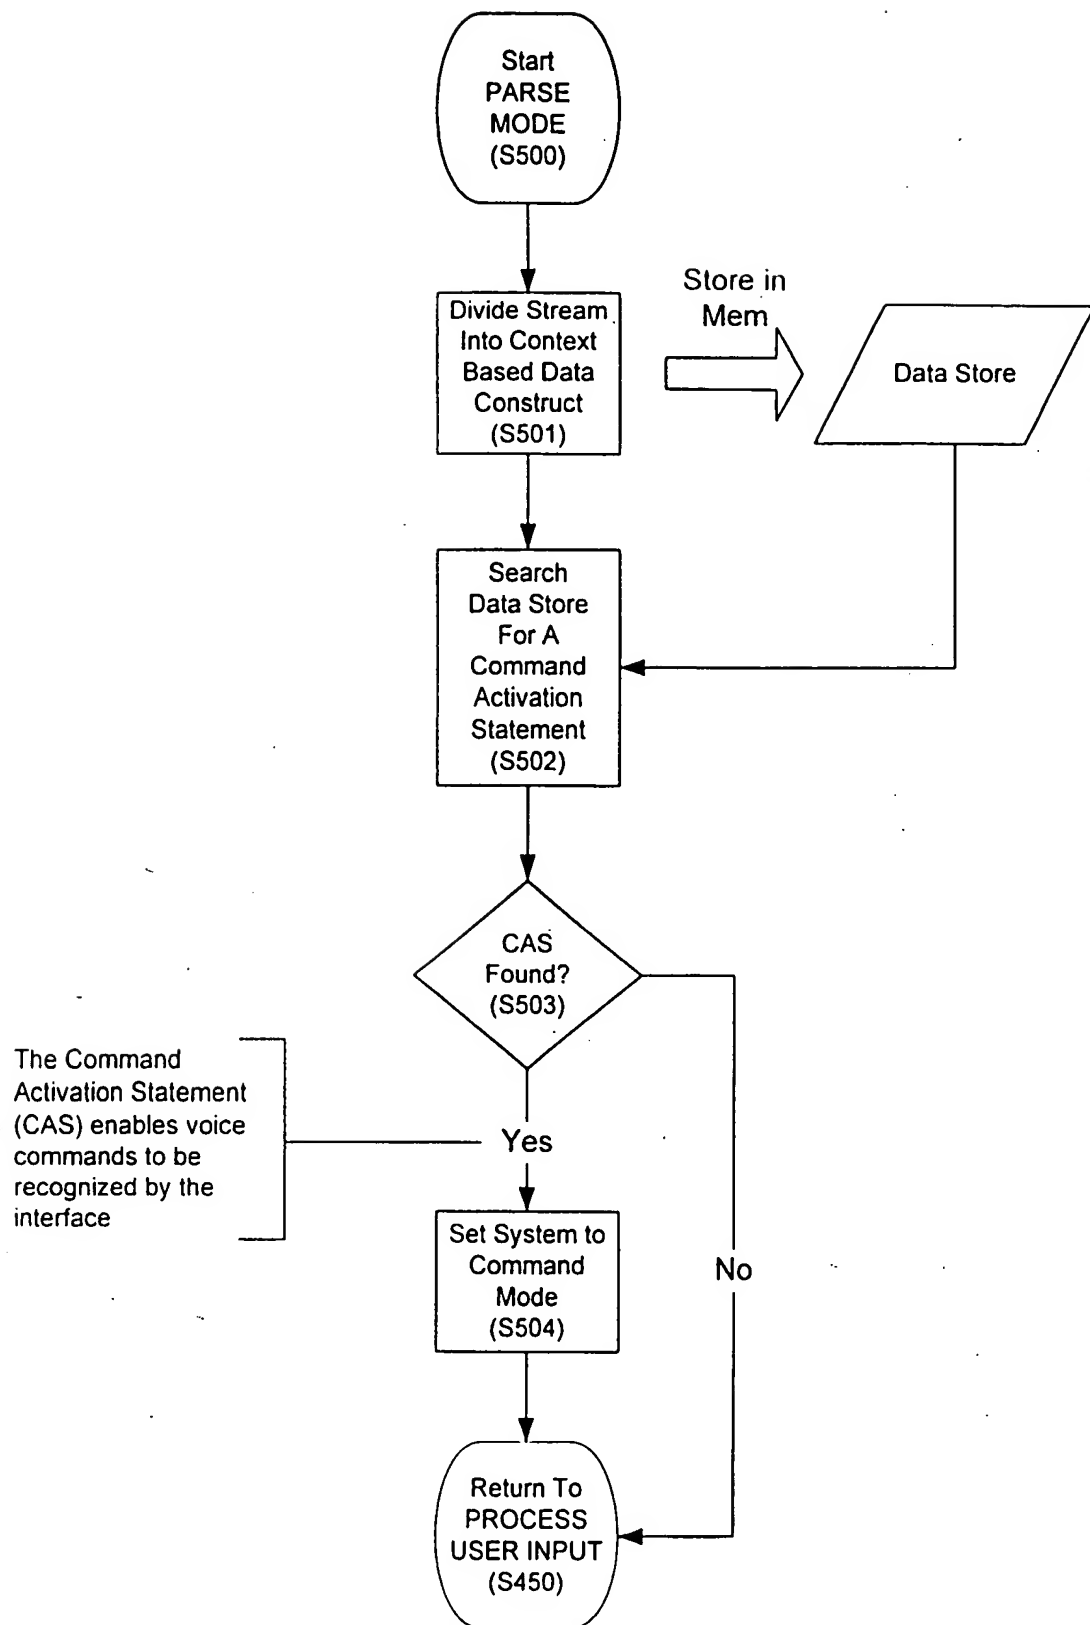 Start
PARSE
MODE
(S500)
Divide Stream
Into Context
Based Data
Construct
(S501)
Store in
Mem
Data Store
Search
Data Store
For A
Command
Activation
Statement
(S502)
CAS
Found?
(S503)
The Command
Activation Statement
(CAS) enables voice
commands to be
recognized by the
interface
Yes
Set System to
Command
Mode
(S504)
No
Return To
PROCESS
USER INPUT
(S450)